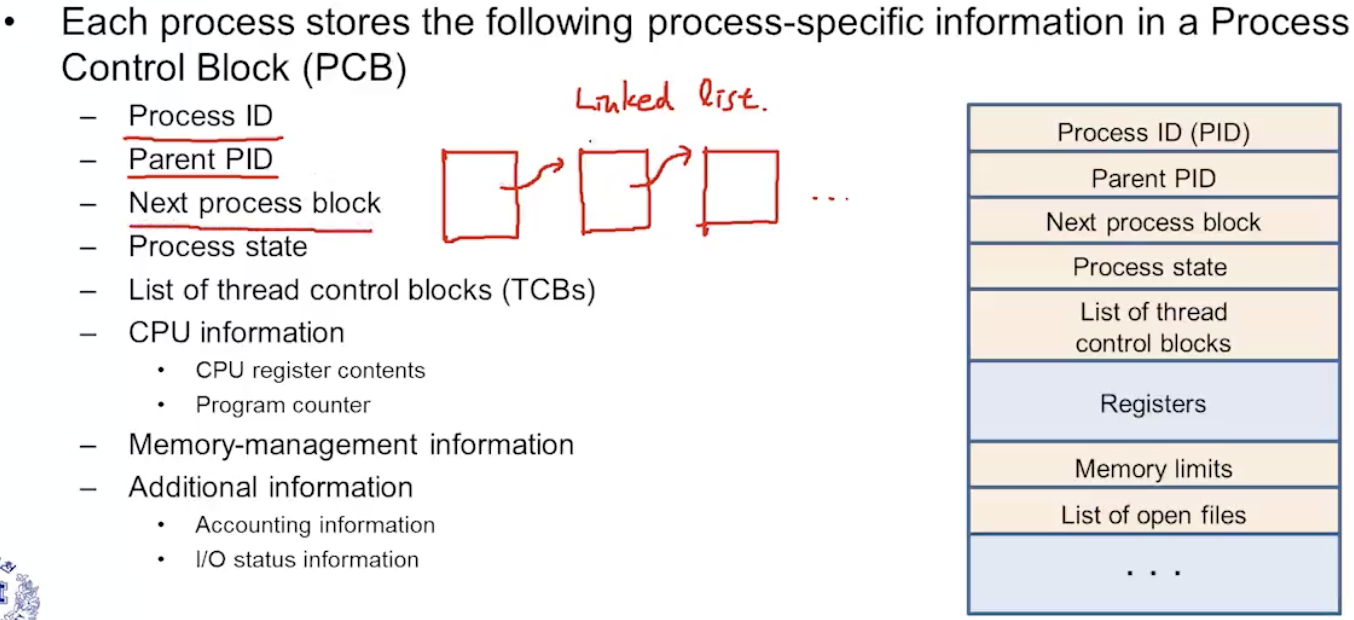 • Each process stores the following process-specific information in a Process
Control Block (PCB)
Linked list.
– Process ID
– Parent PID
– Next process block
...
– Process state
– List of thread control blocks (TCBs)
– CPU information
• CPU register contents
• Program counter
– Memory-management information
– Additional information
• Accounting information
• I/O status information
Process ID (PID)
Parent PID
Next process block
Process state
List of thread
control blocks
Registers
Memory limits
List of open files
. . .